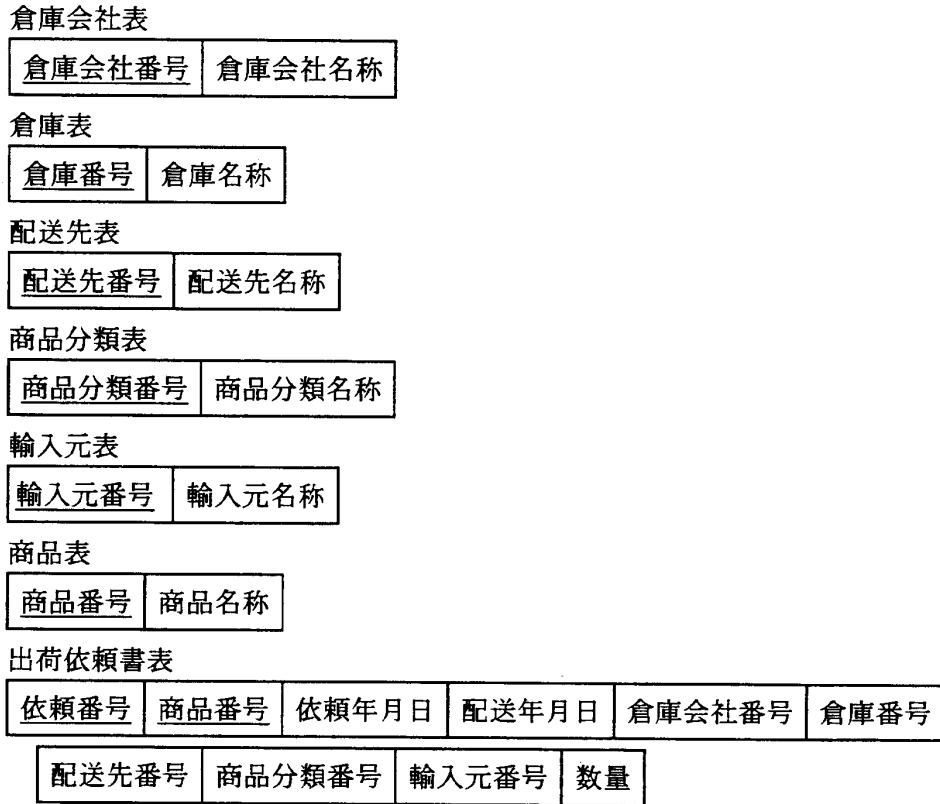 倉庫会社表
倉庫会社番号 倉庫会社名称
倉庫表
倉庫番号 倉庫名称
配送先表
配送先番号 配送先名称
商品分類表
商品分類番号 商品分類名称
輸入元表
輸入元番号 輸入元名称
商品表
商品番号 商品名称
出荷依頼書表
依頼番号 商品番号 依頼年月日 配送年月日 倉庫会社番号 倉庫番号
配送先番号 商品分類番号 輸入元番号 数量